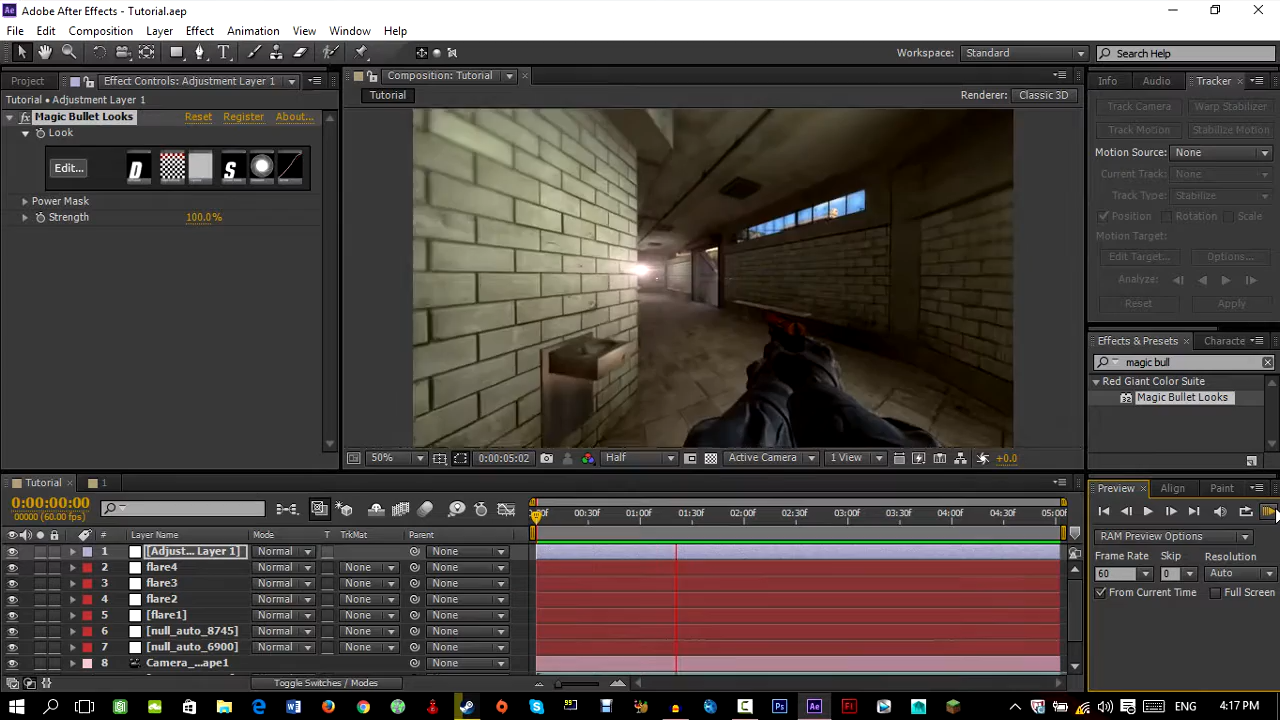 Adobe After Effects - Tutorial.aep
File Edit Composition Layer Effect Animation View Window Help
Workspace: Standard Search Help
Project Effect Controls: Adjustment Layer 1
Composition: Tutorial
Info Audio Tracker
Tutorial • Adjustment Layer 1
Tutorial
Renderer: Classic 3D
Magic Bullet Looks Reset Register About...
Look
Edit...
Power Mask
Strength 100.0%
Track Camera Warp Stabilizer
Track Motion Stabilize Motion
Motion Source: None
Current Track: None
Track Type: Stabilize
Position Rotation Scale
Motion Target:
Edit Target... Options...
Analyze:
Reset Apply
Effects & Presets Characte
magic bull
Red Giant Color Suite
Magic Bullet Looks
50% 0:00:05:02 Half Active Camera 1 View +0.0
Tutorial 1
0:00:00:00
00000 (60.00 fps)
00:30f 01:00f 01:30f 02:00f 02:30f 03:00f 03:30f 04:00f 04:30f 05:00f
# Layer Name Mode T TrkMat Parent
1 [Adjust... Layer 1] Normal None
2 flare4 Normal None None
3 flare3 Normal None None
4 flare2 Normal None None
5 [flare1] Normal None None
6 [null_auto_8745] Normal None None
7 [null_auto_6900] Normal None None
8 Camera_...ape1 None
Toggle Switches / Modes
Preview Align Paint
RAM Preview Options
Frame Rate Skip Resolution
60 0 Auto
From Current Time Full Screen
ENG 4:17 PM